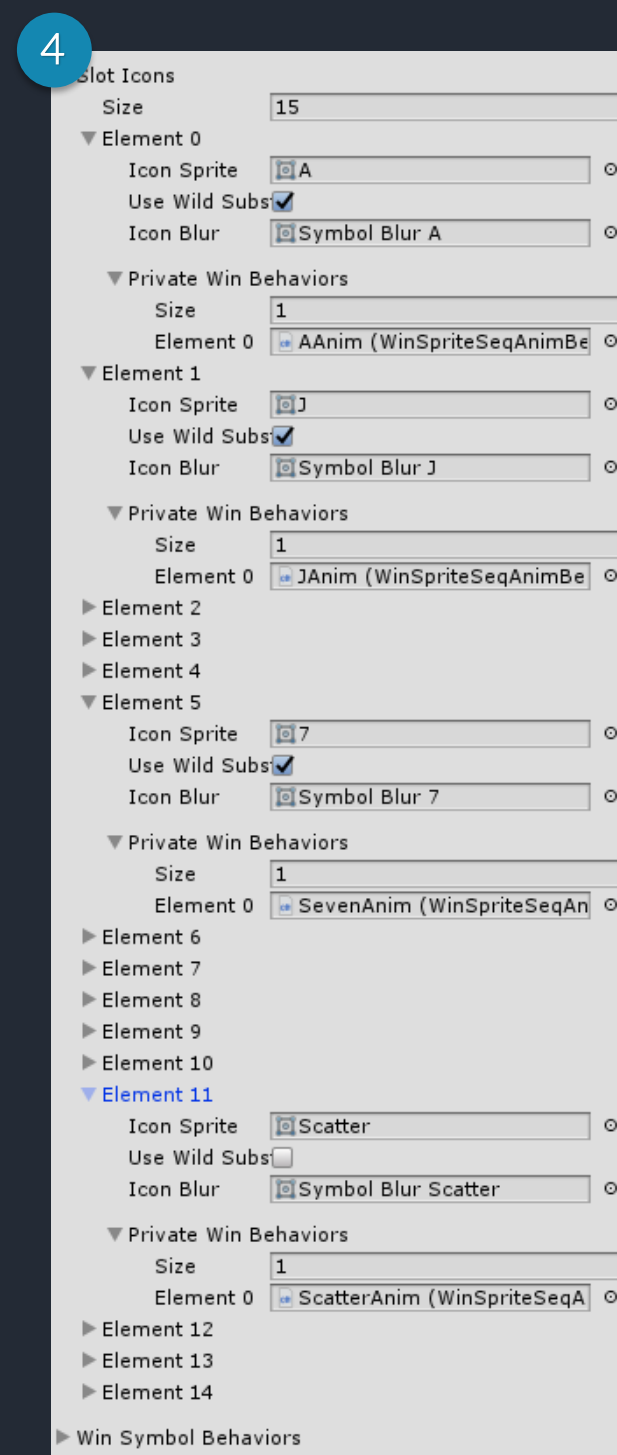 4
Slot Icons
Size 15
Element 0
Icon Sprite A
Use Wild Subst
Icon Blur Symbol Blur A
Private Win Behaviors
Size 1
Element 0 AAnim (WinSpriteSeqAnimBe
Element 1
Icon Sprite J
Use Wild Subst
Icon Blur Symbol Blur J
Private Win Behaviors
Size 1
Element 0 JAnim (WinSpriteSeqAnimBe
Element 2
Element 3
Element 4
Element 5
Icon Sprite 7
Use Wild Subst
Icon Blur Symbol Blur 7
Private Win Behaviors
Size 1
Element 0 SevenAnim (WinSpriteSeqAn
Element 6
Element 7
Element 8
Element 9
Element 10
Element 11
Icon Sprite Scatter
Use Wild Subst
Icon Blur Symbol Blur Scatter
Private Win Behaviors
Size 1
Element 0 ScatterAnim (WinSpriteSeqA
Element 12
Element 13
Element 14
Win Symbol Behaviors